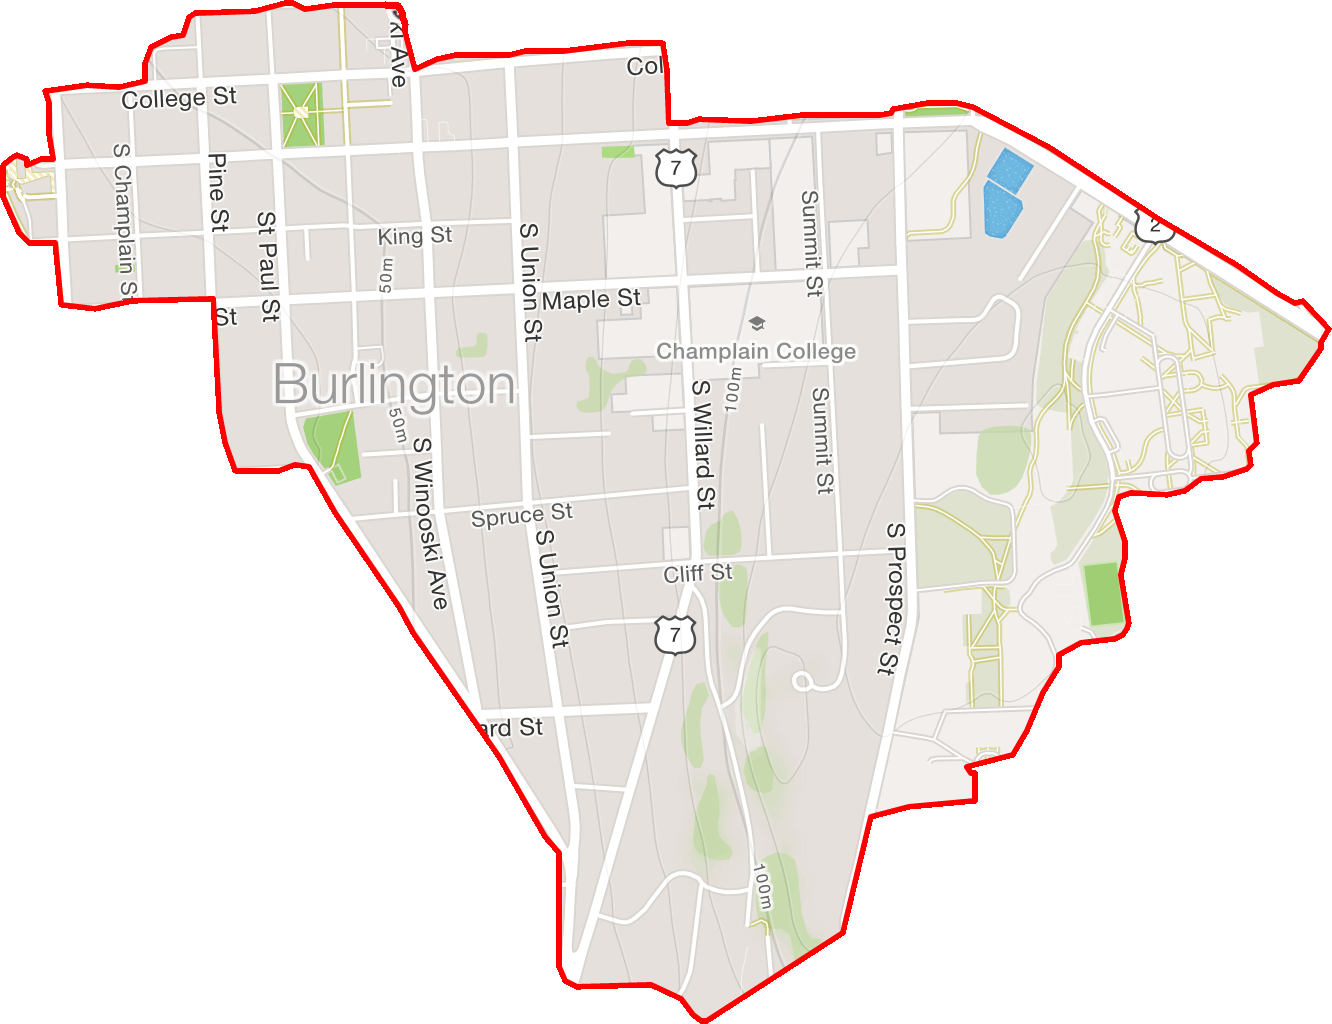 ki Ave
Col
College St
S Champlain St
Pine St
7
Summit St
St Paul St
King St
S Union St
2
50m
Maple St
St
Champlain College
Burlington
100m
50m
S Willard St
Summit St
S Winooski Ave
Spruce St
S Union St
Cliff St
S Prospect St
7
ard St
100m